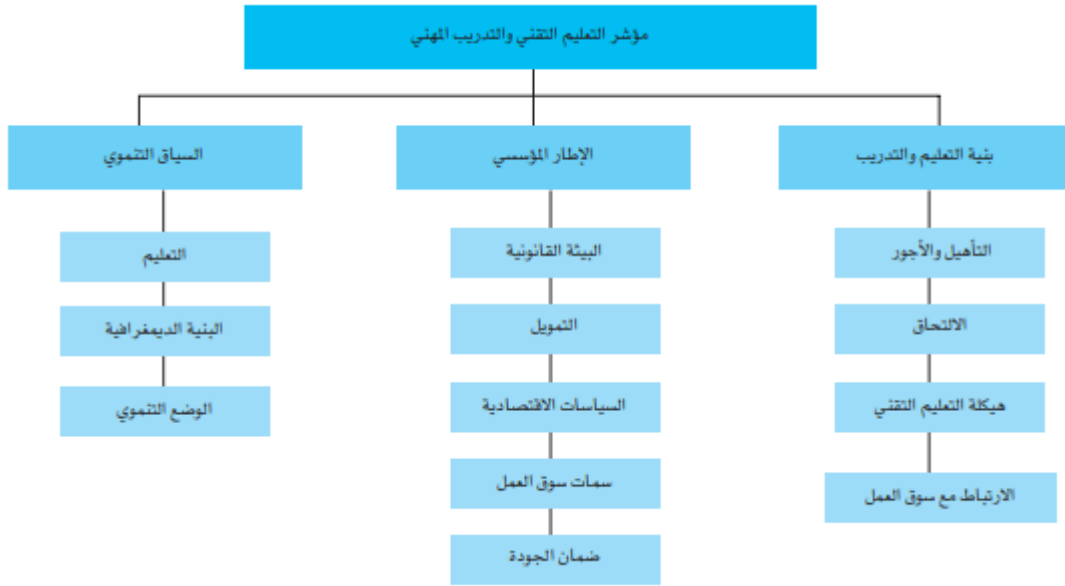 مؤشر التعليم التقني والتدريب المهني
بنية التعليم والتدريب
التأهيل والأجور
الالتحاق
هيكلة التعليم التقني
الارتباط مع سوق العمل
الإطار المؤسسي
البيئة القانونية
التمويل
السياسات الاقتصادية
سمات سوق العمل
ضمان الجودة
السياق التنموي
التعليم
البنية الديمغرافية
الوضع التنموي